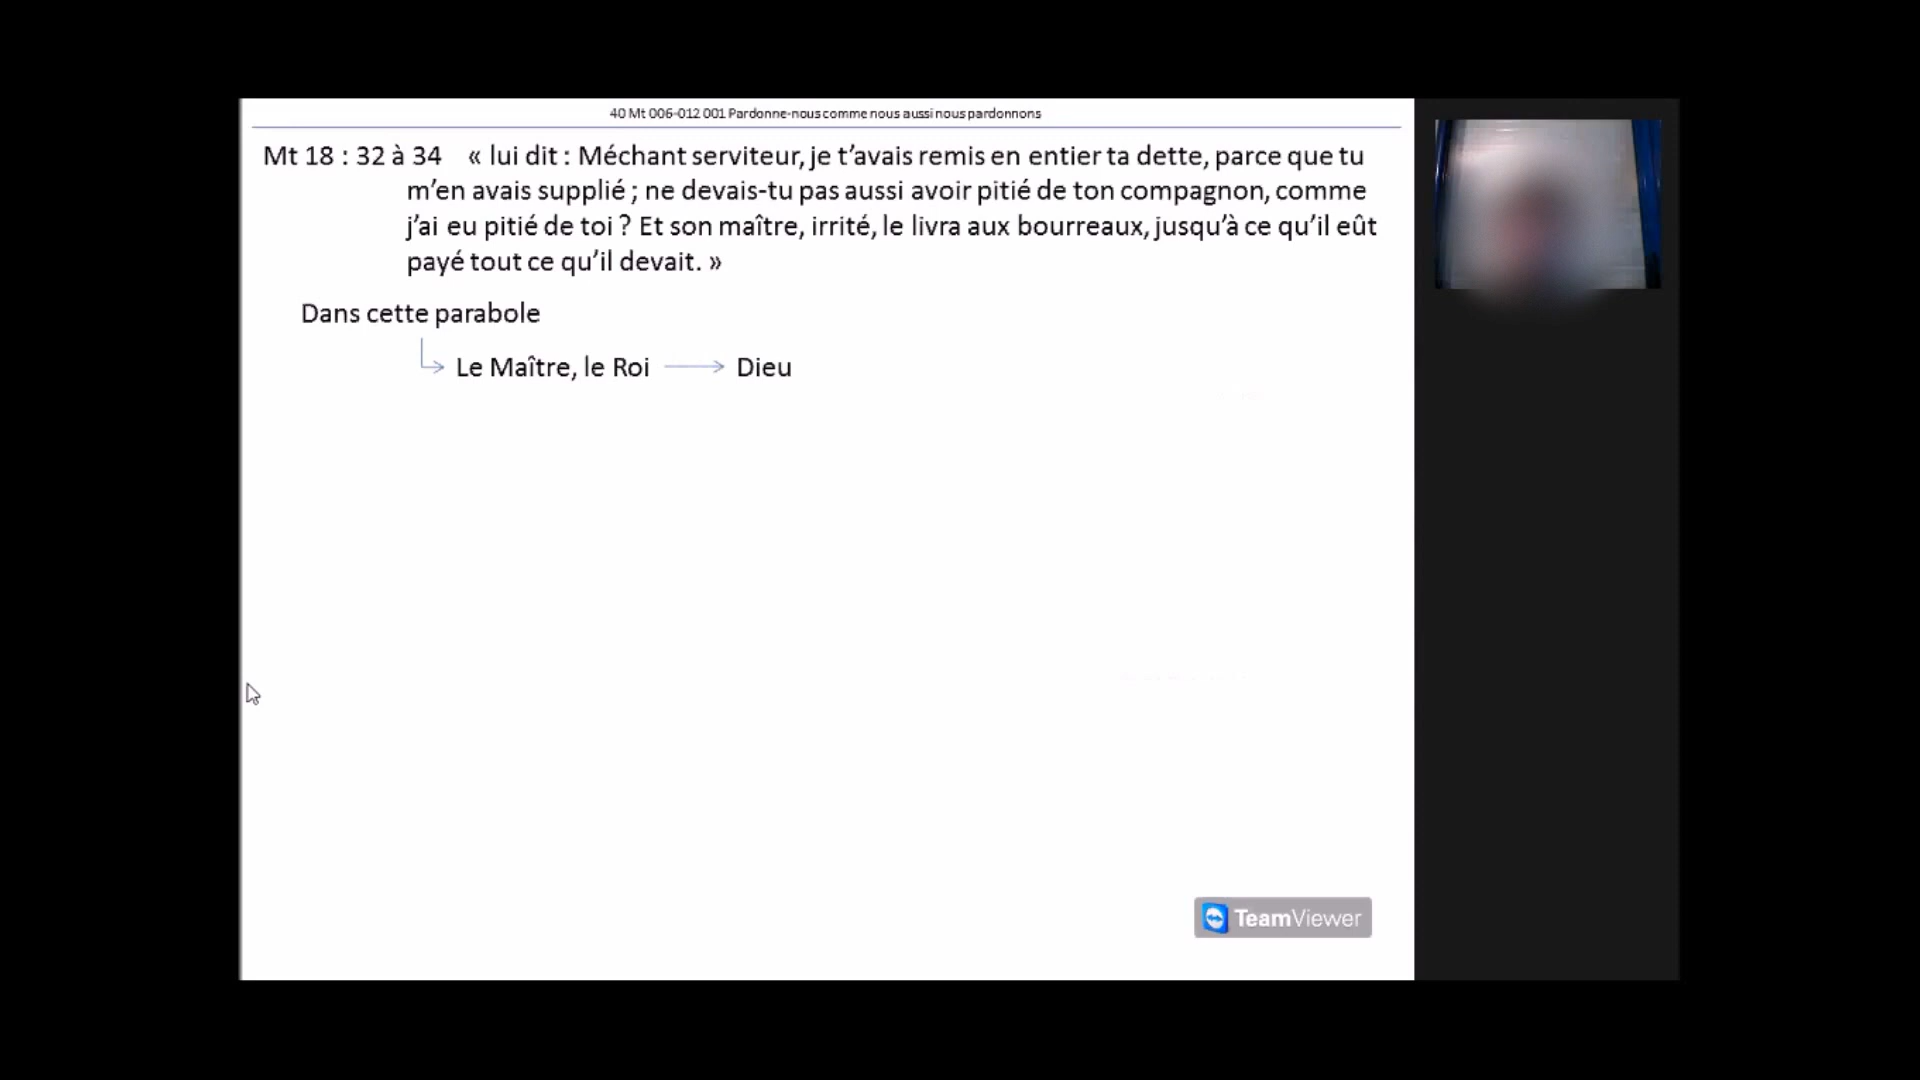 40 Mt 006-012 001 Pardonne-nous comme nous aussi nous pardonnons
Mt 18 : 32 à 34 « lui dit : Méchant serviteur, je t’avais remis en entier ta dette, parce que tu
m’en avais supplié ; ne devais-tu pas aussi avoir pitié de ton compagnon, comme
j’ai eu pitié de toi ? Et son maître, irrité, le livra aux bourreaux, jusqu’à ce qu’il eût
payé tout ce qu’il devait. »
Dans cette parabole
Le Maître, le Roi → Dieu
TeamViewer